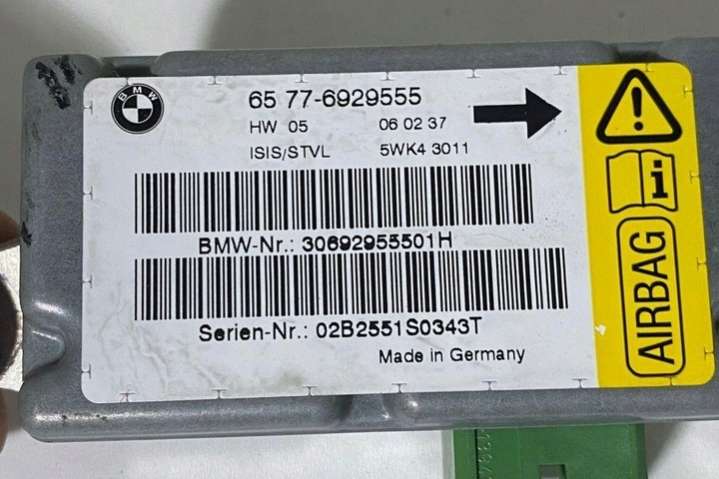 BMW
65 77-6929555
HW 05 06 02 37
ISIS/STVL 5WK4 3011
BMW-Nr.: 30692955501H
Serien-Nr.: 02B2551S0343T
Made in Germany
i
AIRBAG